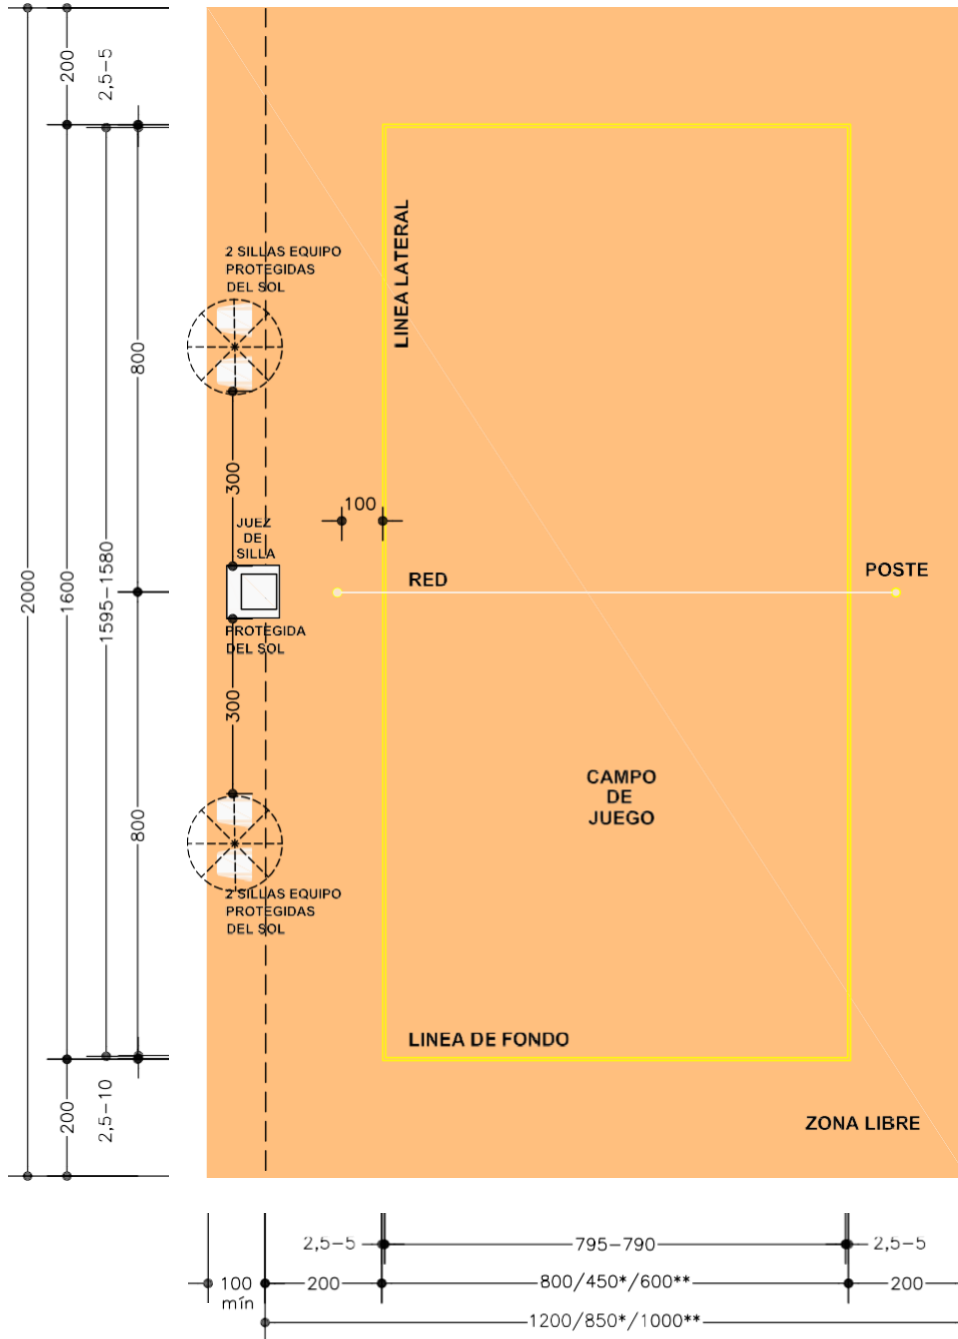 200
2,5-5
2 SILLAS EQUIPO
PROTEGIDAS
DEL SOL
LINEA LATERAL
800
300
100
JUEZ
DE
SILLA
2000
1600
1595-1580
RED
POSTE
PROTEGIDA
DEL SOL
300
CAMPO
DE
JUEGO
800
2 SILLAS EQUIPO
PROTEGIDAS
DEL SOL
LINEA DE FONDO
200
2,5-10
ZONA LIBRE
2,5-5
795-790
2,5-5
100
mín
200
800/450*/600**
200
1200/850*/1000**